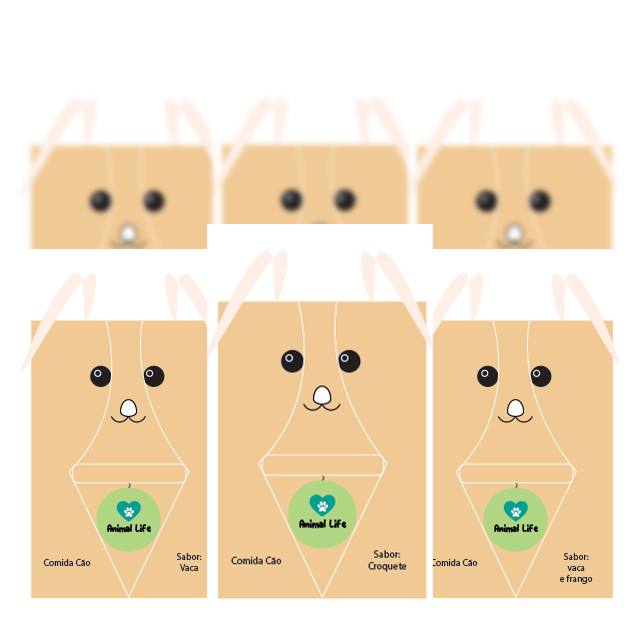 Animal Life
Comida Cão
Sabor:
Vaca
Animal Life
Comida Cão
Sabor:
Croquete
Animal Life
Comida Cão
Sabor:
vaca
e frango